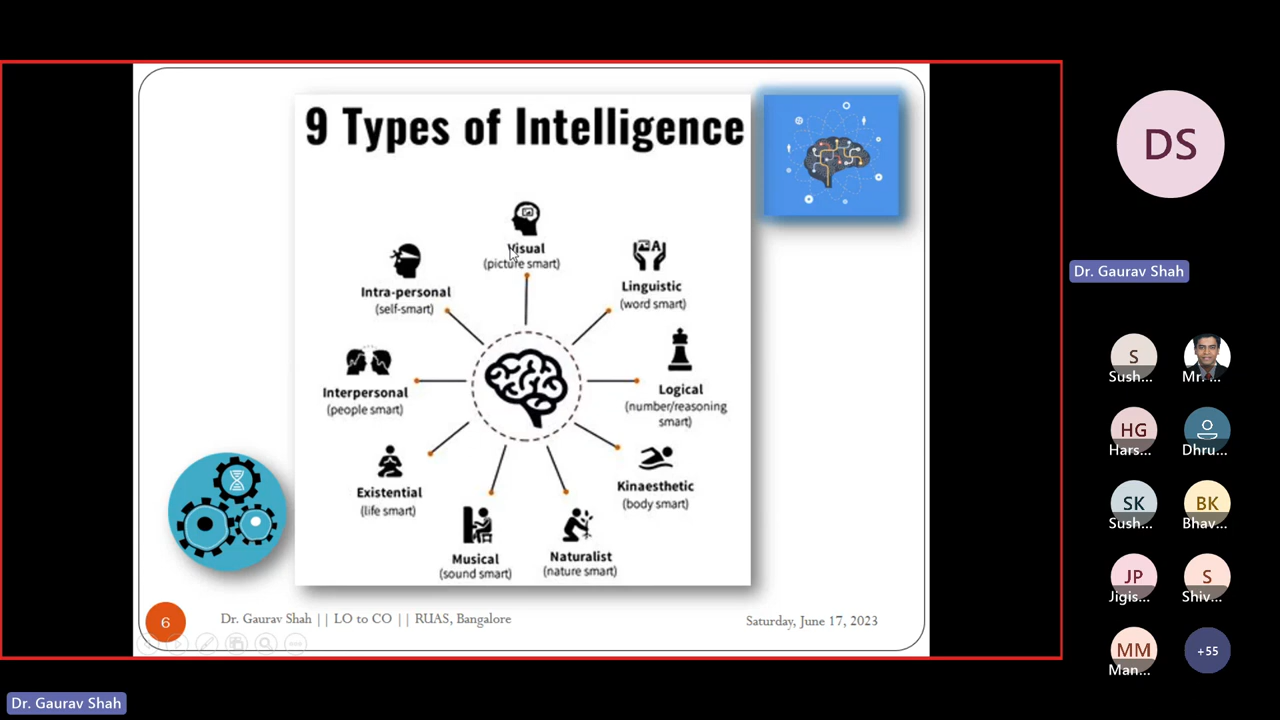 9 Types of Intelligence
Visual
(picture smart)
Linguistic
(word smart)
Logical
(number/reasoning
smart)
Kinaesthetic
(body smart)
Naturalist
(nature smart)
Musical
(sound smart)
Existential
(life smart)
Interpersonal
(people smart)
Intra-personal
(self-smart)
6
Dr. Gaurav Shah || LO to CO || RUAS, Bangalore
Saturday, June 17, 2023
Dr. Gaurav Shah
DS
Dr. Gaurav Shah
S
Sush...
Mr. ...
HG
Hars...
Dhru...
SK
Sush...
BK
Bhav...
JP
Jigis...
S
Shiv...
MM
Man...
+55